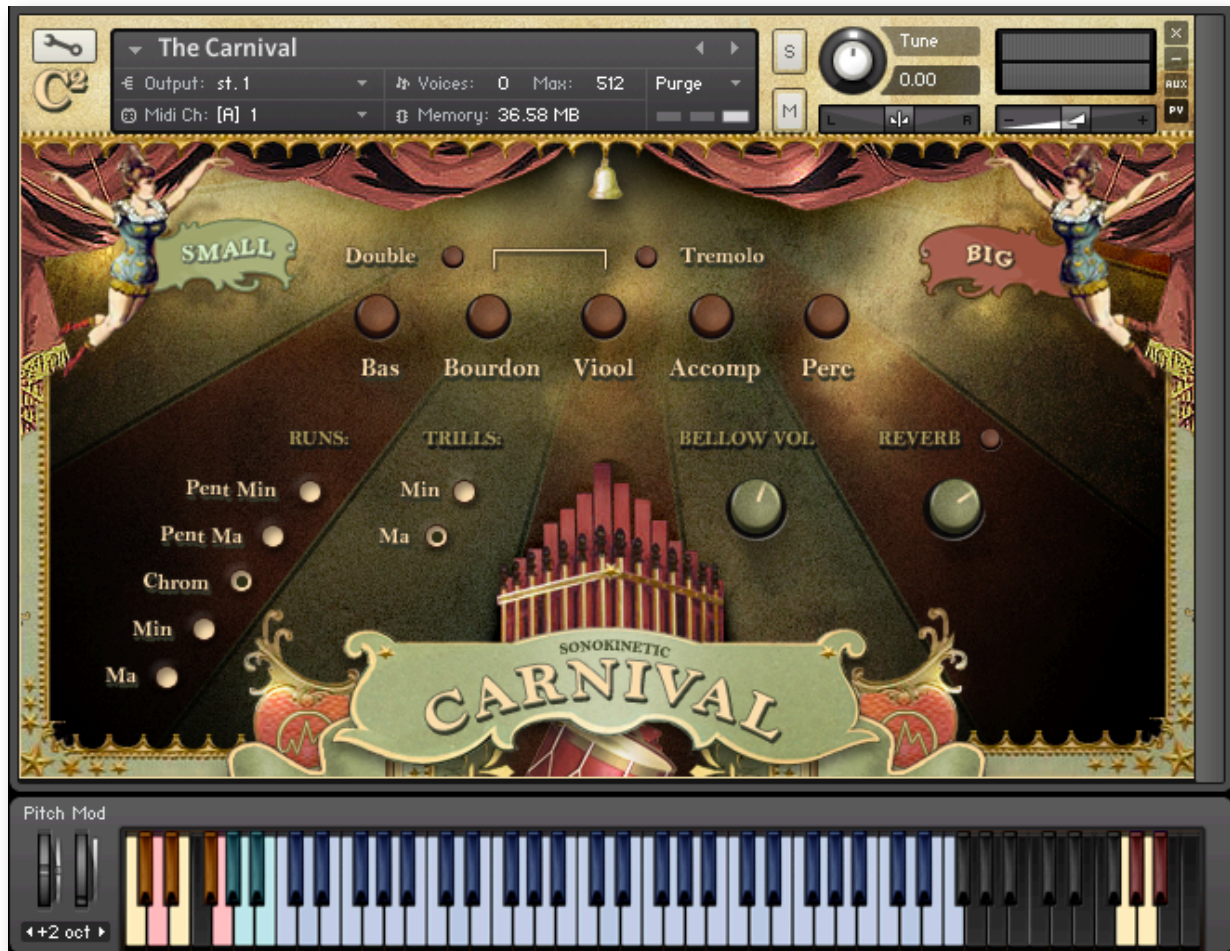 The Carnival
S
Tune
×
C2
Output: st.1
Voices: 0 Max: 512
Purge
0.00
AUX
Midi Ch: [A] 1
Memory: 36.58 MB
M
L
R
PV
SMALL
Double
Tremolo
BIG
Bas
Bourdon
Viool
Accomp
Perc
RUNS:
TRILLS:
BELLOW VOL
REVERB
Pent Min
Min
Pent Ma
Ma
Chrom
Min
Ma
SONOKINETIC
CARNIVAL
Pitch Mod
+2 oct